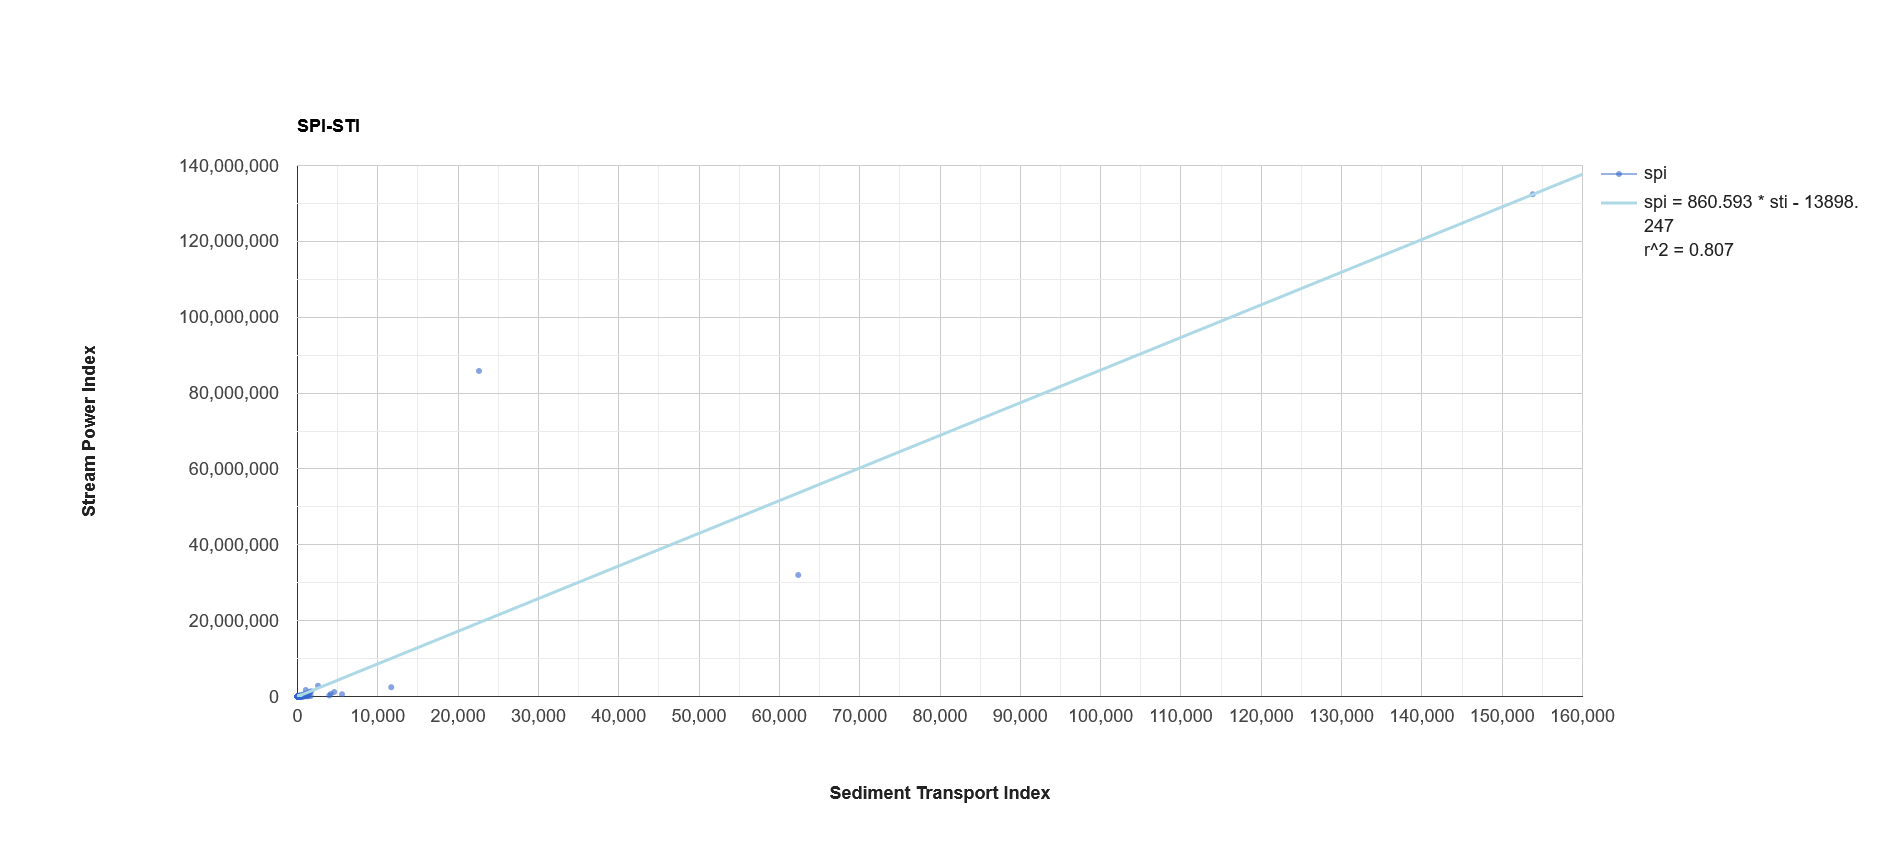 SPI-STI
140,000,000
120,000,000
100,000,000
80,000,000
60,000,000
40,000,000
20,000,000
0
Stream Power Index
0 10,000 20,000 30,000 40,000 50,000 60,000 70,000 80,000 90,000 100,000 110,000 120,000 130,000 140,000 150,000 160,000
Sediment Transport Index
spi
spi = 860.593 * sti - 13898.
247
r^2 = 0.807